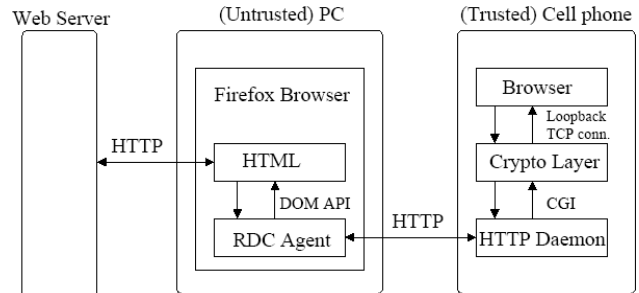 Web Server
(Untrusted) PC
(Trusted) Cell phone
Firefox Browser
Browser
Loopback
TCP conn.
HTTP
HTML
Crypto Layer
DOM API
CGI
RDC Agent
HTTP
HTTP Daemon